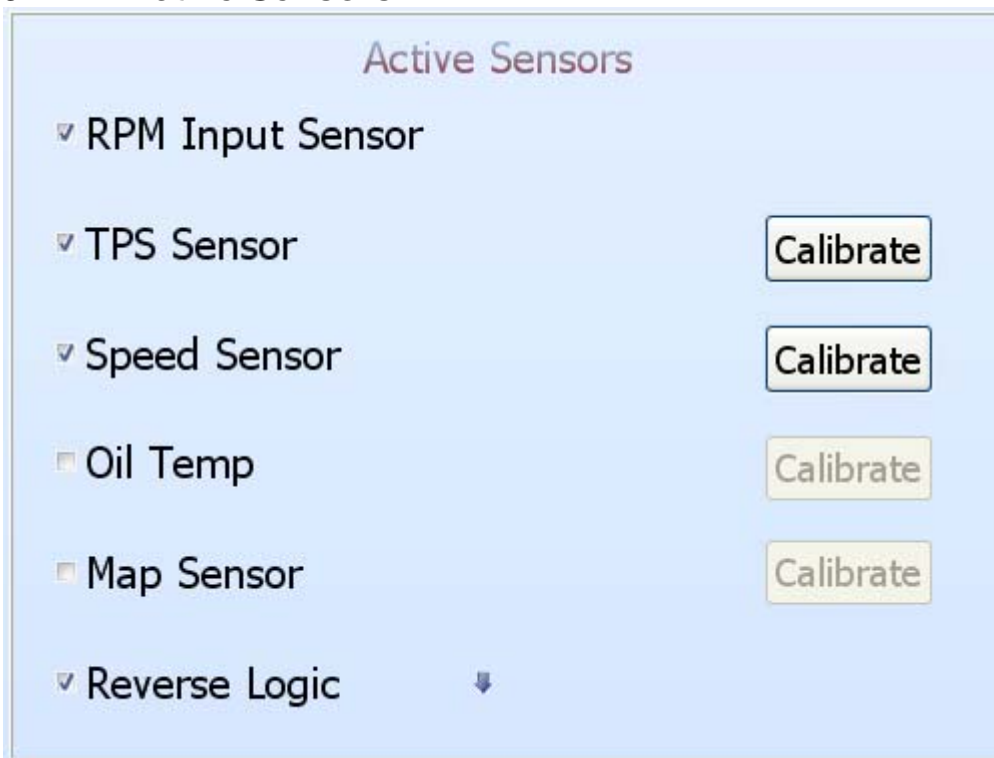 Active Sensors
RPM Input Sensor
TPS Sensor Calibrate
Speed Sensor Calibrate
Oil Temp Calibrate
Map Sensor Calibrate
Reverse Logic